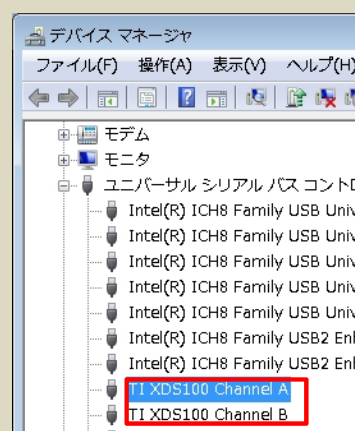 デバイス マネージャ
ファイル(F) 操作(A) 表示(V) ヘルプ(H)
モデム
モニタ
ユニバーサル シリアル バス コントロ
Intel(R) ICH8 Family USB Univ
Intel(R) ICH8 Family USB Univ
Intel(R) ICH8 Family USB Univ
Intel(R) ICH8 Family USB Univ
Intel(R) ICH8 Family USB Univ
Intel(R) ICH8 Family USB2 Enh
Intel(R) ICH8 Family USB2 Enh
TI XDS100 Channel A
TI XDS100 Channel B